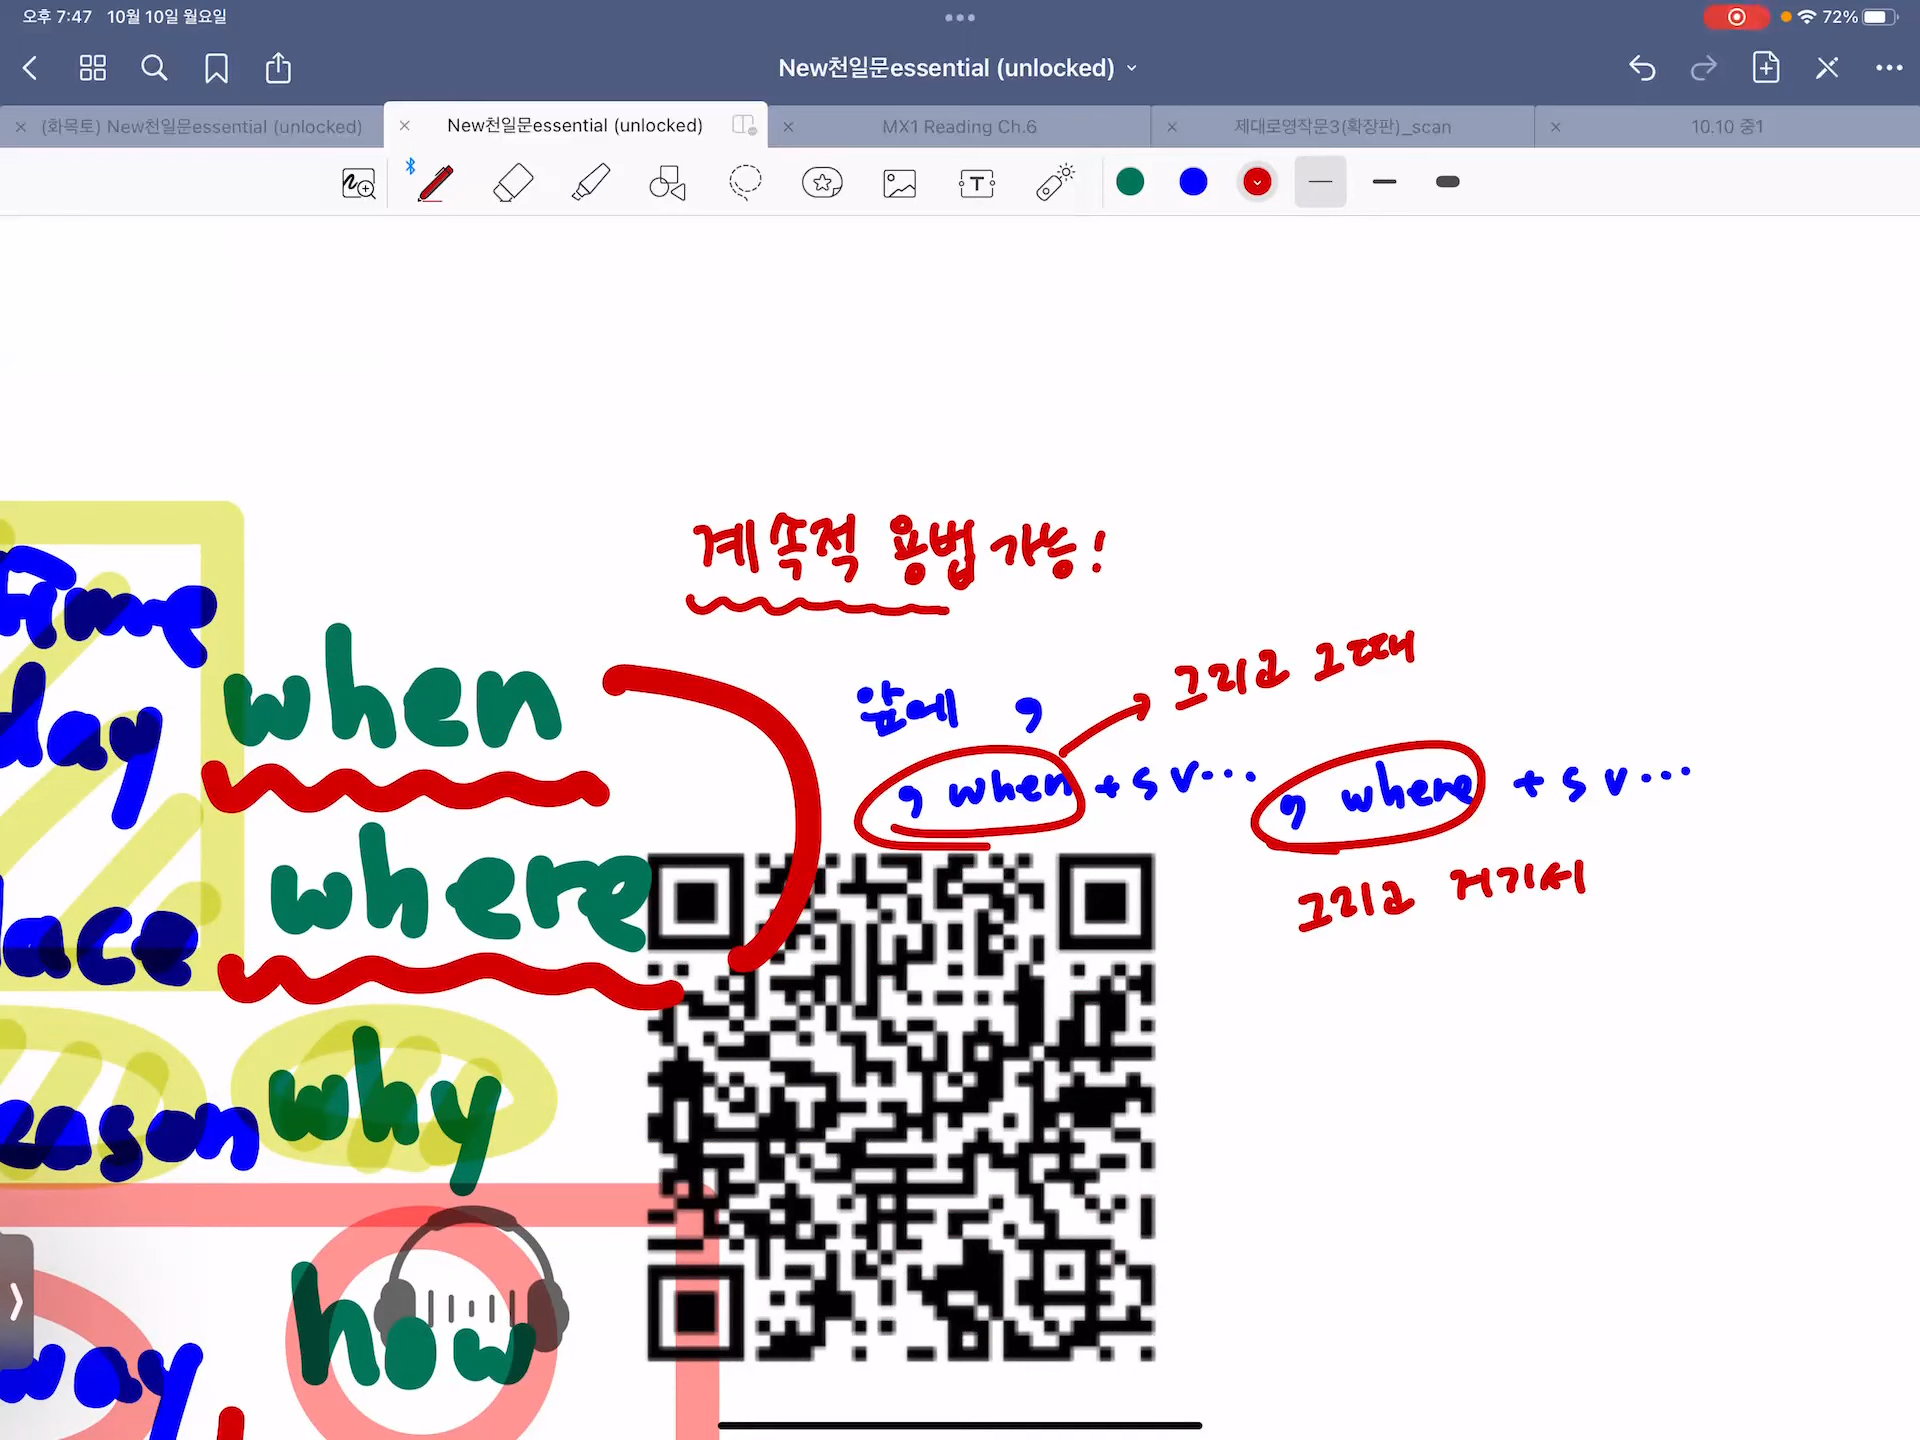 오후 7:47 10월 10일 월요일
72%
New천일문essential (unlocked)
(화목토) New천일문essential (unlocked)
New천일문essential (unlocked)
MX1 Reading Ch.6
제대로영작문3(확장판)_scan
10.10 중1
T
계속적 용법 가능!
time
day
when
앞에 ,
그리고 그때
, when + s v...
, where + s v...
where
그리고 거기서
lace
eason
why
how
way